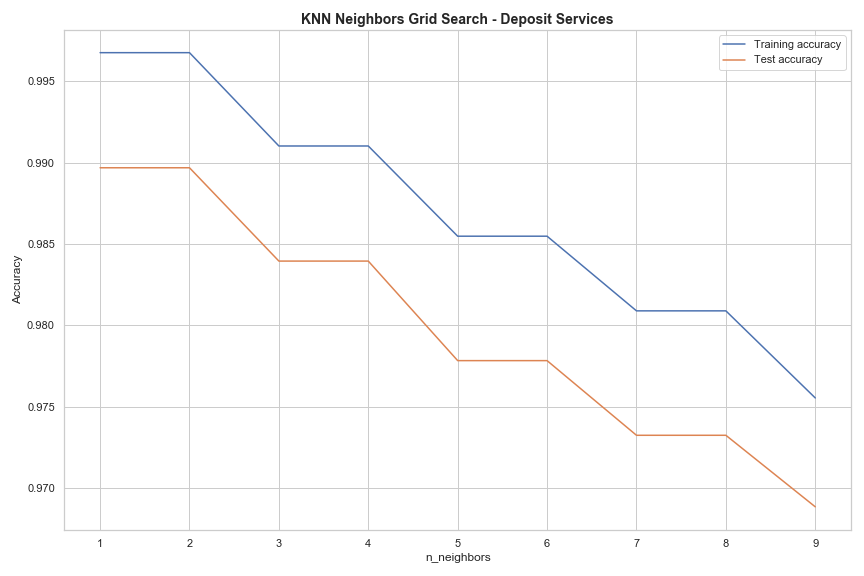 KNN Neighbors Grid Search - Deposit Services
Training accuracy
Test accuracy
0.995
0.990
0.985
0.980
0.975
0.970
Accuracy
1 2 3 4 5 6 7 8 9
n_neighbors